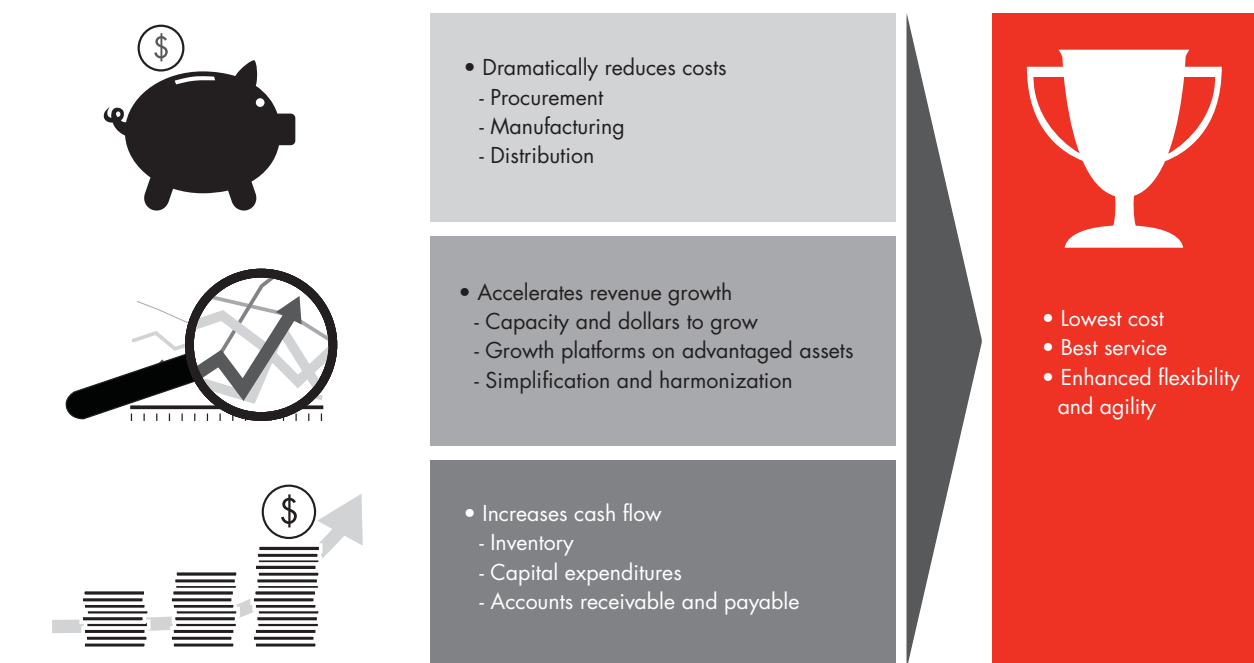 $
• Dramatically reduces costs
- Procurement
- Manufacturing
- Distribution
• Accelerates revenue growth
- Capacity and dollars to grow
- Growth platforms on advantaged assets
- Simplification and harmonization
$
• Increases cash flow
- Inventory
- Capital expenditures
- Accounts receivable and payable
• Lowest cost
• Best service
• Enhanced flexibility
and agility